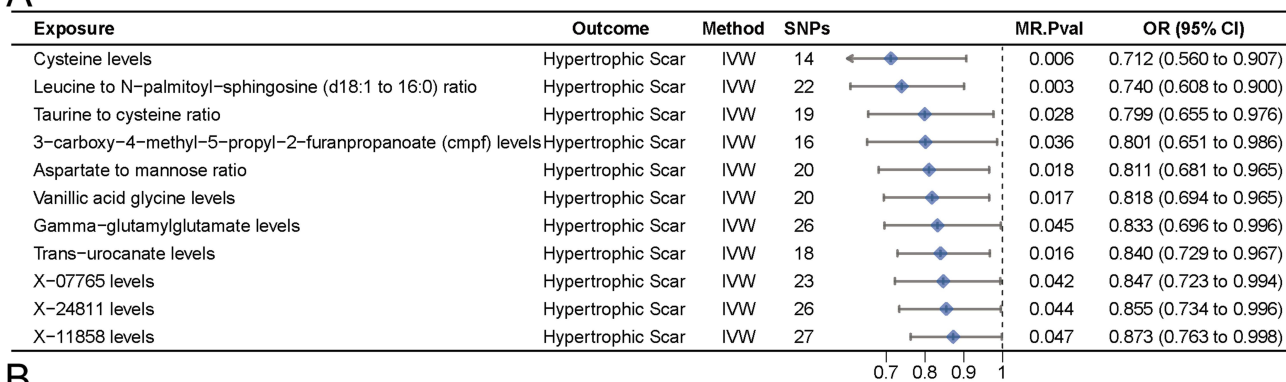 Exposure Outcome Method SNPs MR.Pval OR (95% CI)
Cysteine levels Hypertrophic Scar IVW 14 0.006 0.712 (0.560 to 0.907)
Leucine to N−palmitoyl−sphingosine (d18:1 to 16:0) ratio Hypertrophic Scar IVW 22 0.003 0.740 (0.608 to 0.900)
Taurine to cysteine ratio Hypertrophic Scar IVW 19 0.028 0.799 (0.655 to 0.976)
3−carboxy−4−methyl−5−propyl−2−furanpropanoate (cmpf) levels Hypertrophic Scar IVW 16 0.036 0.801 (0.651 to 0.986)
Aspartate to mannose ratio Hypertrophic Scar IVW 20 0.018 0.811 (0.681 to 0.965)
Vanillic acid glycine levels Hypertrophic Scar IVW 20 0.017 0.818 (0.694 to 0.965)
Gamma−glutamylglutamate levels Hypertrophic Scar IVW 26 0.045 0.833 (0.696 to 0.996)
Trans−urocanate levels Hypertrophic Scar IVW 18 0.016 0.840 (0.729 to 0.967)
X−07765 levels Hypertrophic Scar IVW 23 0.042 0.847 (0.723 to 0.994)
X−24811 levels Hypertrophic Scar IVW 26 0.044 0.855 (0.734 to 0.996)
X−11858 levels Hypertrophic Scar IVW 27 0.047 0.873 (0.763 to 0.998)
0.7 0.8 0.9 1
B